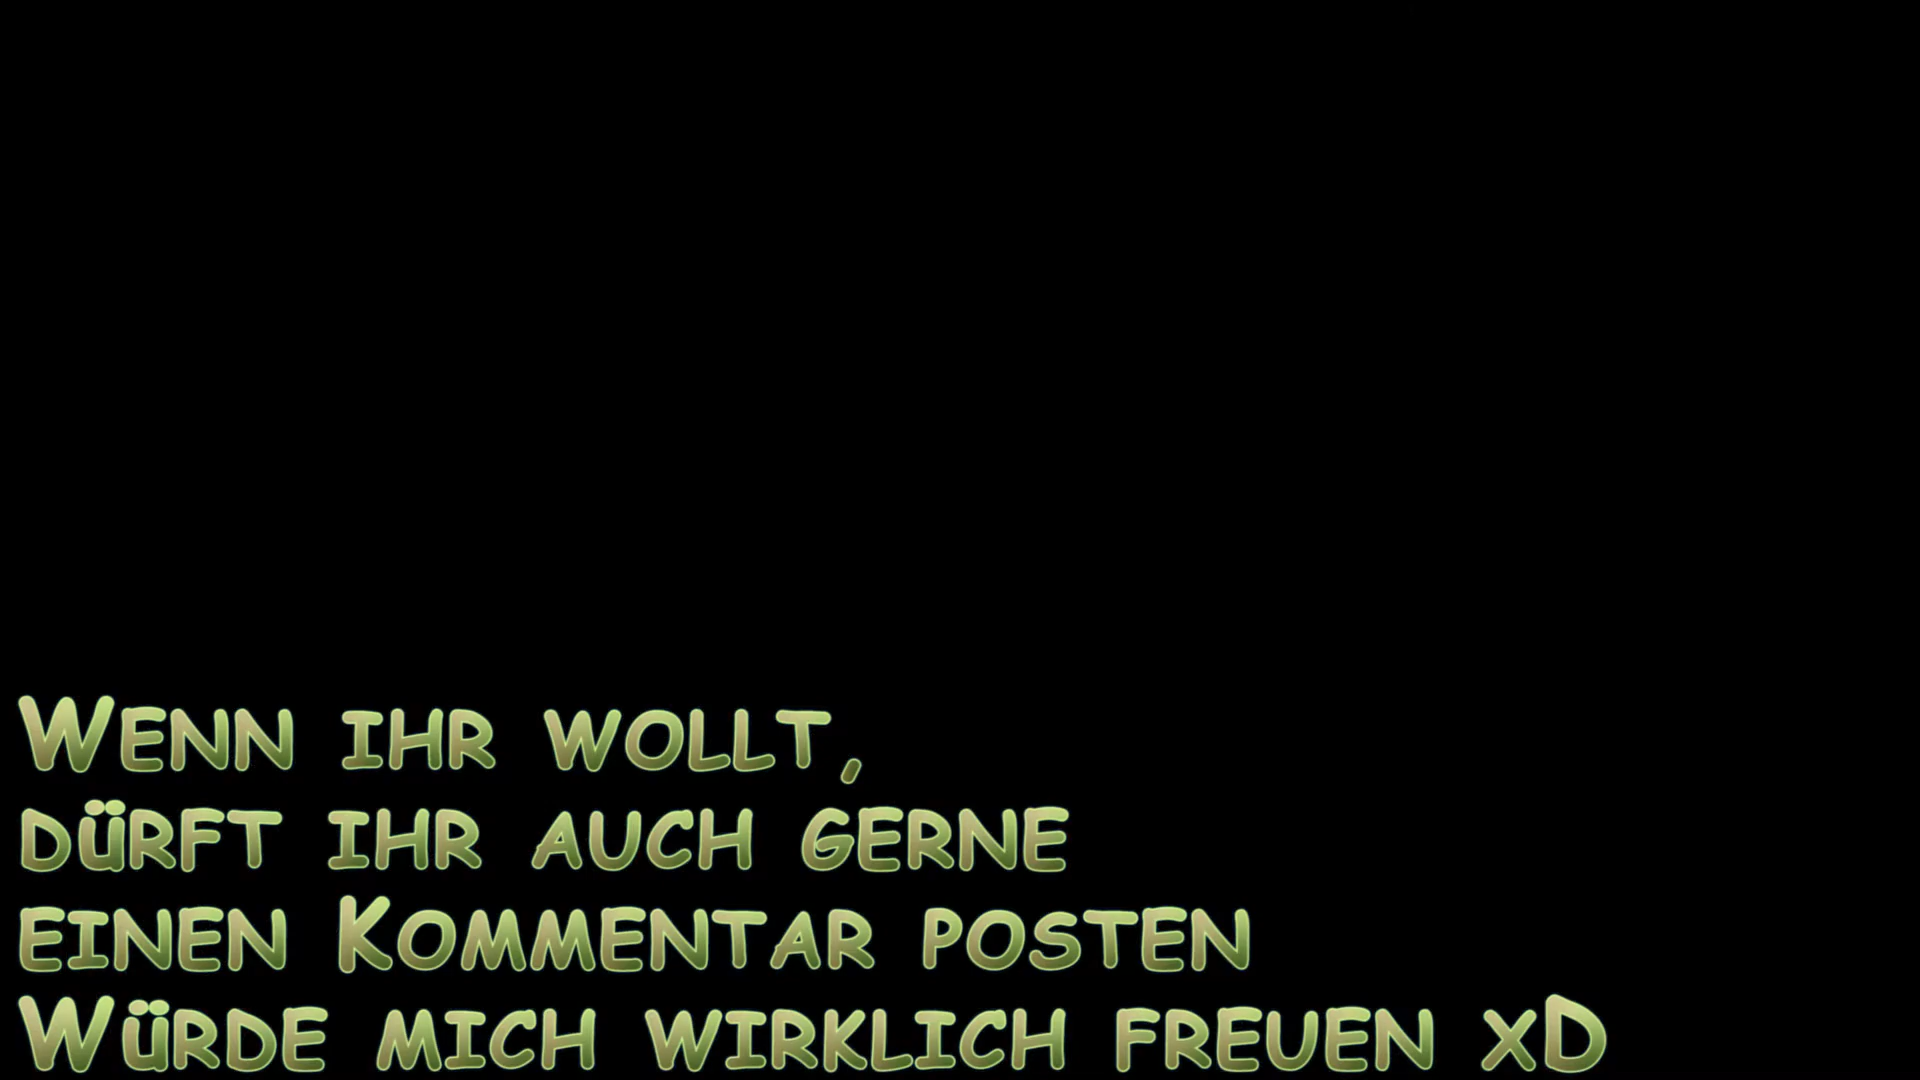 Wenn ihr wollt,
dürft ihr auch gerne
einen Kommentar posten
Würde mich wirklich freuen xD